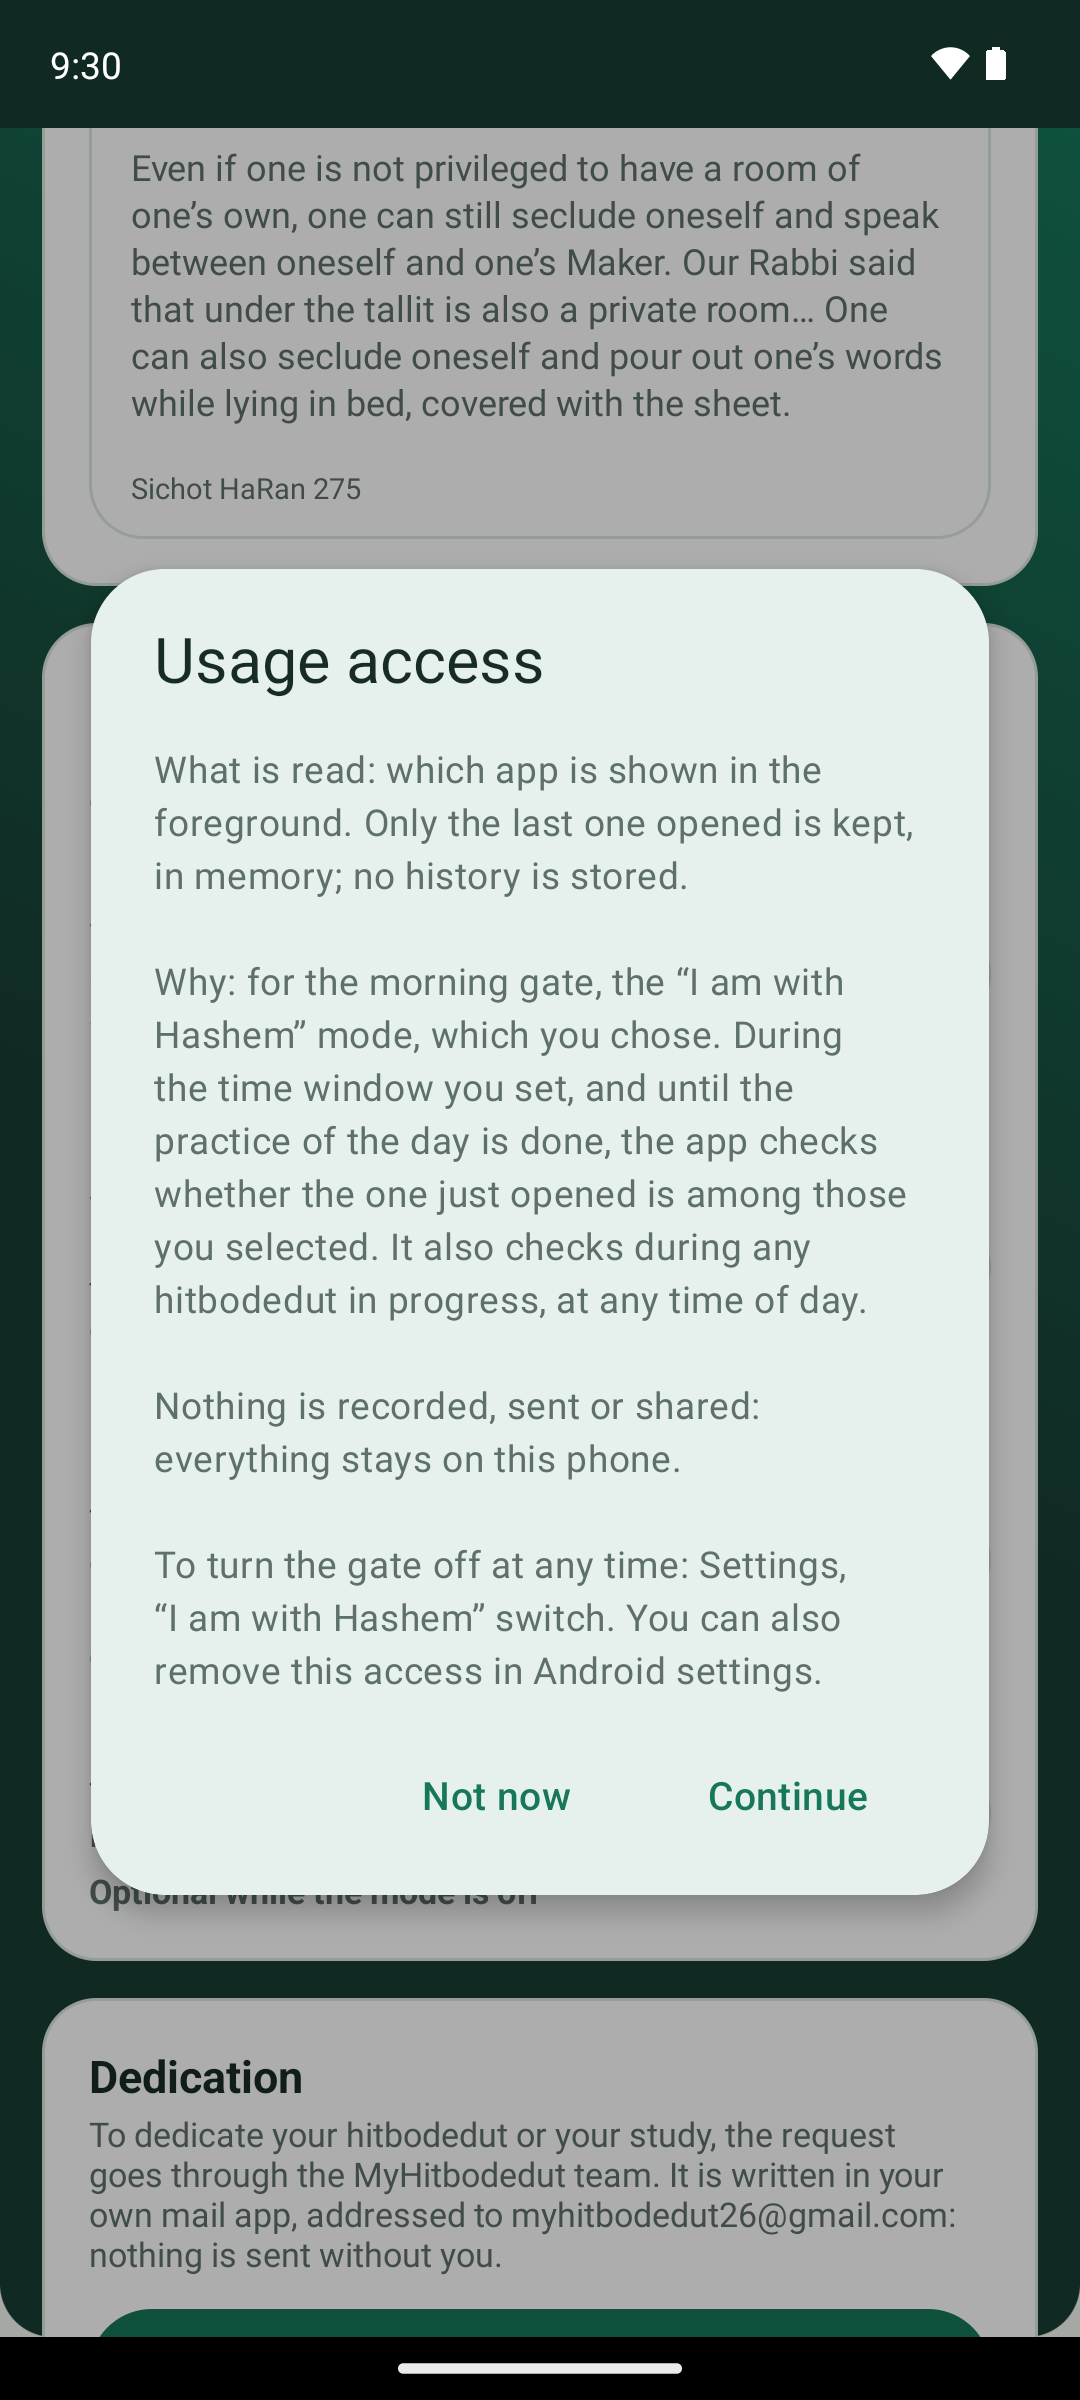 9:30
Even if one is not privileged to have a room of
one’s own, one can still seclude oneself and speak
between oneself and one’s Maker. Our Rabbi said
that under the tallit is also a private room… One
can also seclude oneself and pour out one’s words
while lying in bed, covered with the sheet.
Sichot HaRan 275
Usage access
What is read: which app is shown in the
foreground. Only the last one opened is kept,
in memory; no history is stored.
Why: for the morning gate, the “I am with
Hashem” mode, which you chose. During
the time window you set, and until the
practice of the day is done, the app checks
whether the one just opened is among those
you selected. It also checks during any
hitbodedut in progress, at any time of day.
Nothing is recorded, sent or shared:
everything stays on this phone.
To turn the gate off at any time: Settings,
“I am with Hashem” switch. You can also
remove this access in Android settings.
Not now
Continue
Optional while the mode is off
Dedication
To dedicate your hitbodedut or your study, the request
goes through the MyHitbodedut team. It is written in your
own mail app, addressed to myhitbodedut26@gmail.com:
nothing is sent without you.